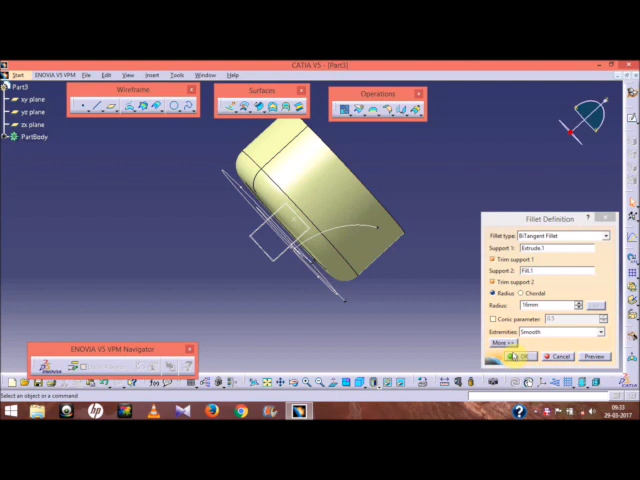 CATIA V5 - [Part3]
Start ENOVIA V5 VPM File Edit View Insert Tools Window Help
Part3
xy plane
yz plane
zx plane
PartBody
Wireframe
Surfaces
Operations
Fillet Definition ?
Fillet type: BiTangent Fillet
Support 1: Extrude.1
Trim support 1
Support 2: Fill.1
Trim support 2
Radius Chordal
Radius: 16mm
Conic parameter: 0.5
Extremities: Smooth
More >>
OK Cancel Preview
ENOVIA V5 VPM Navigator
Select an object or a command
09:33
29-03-2017